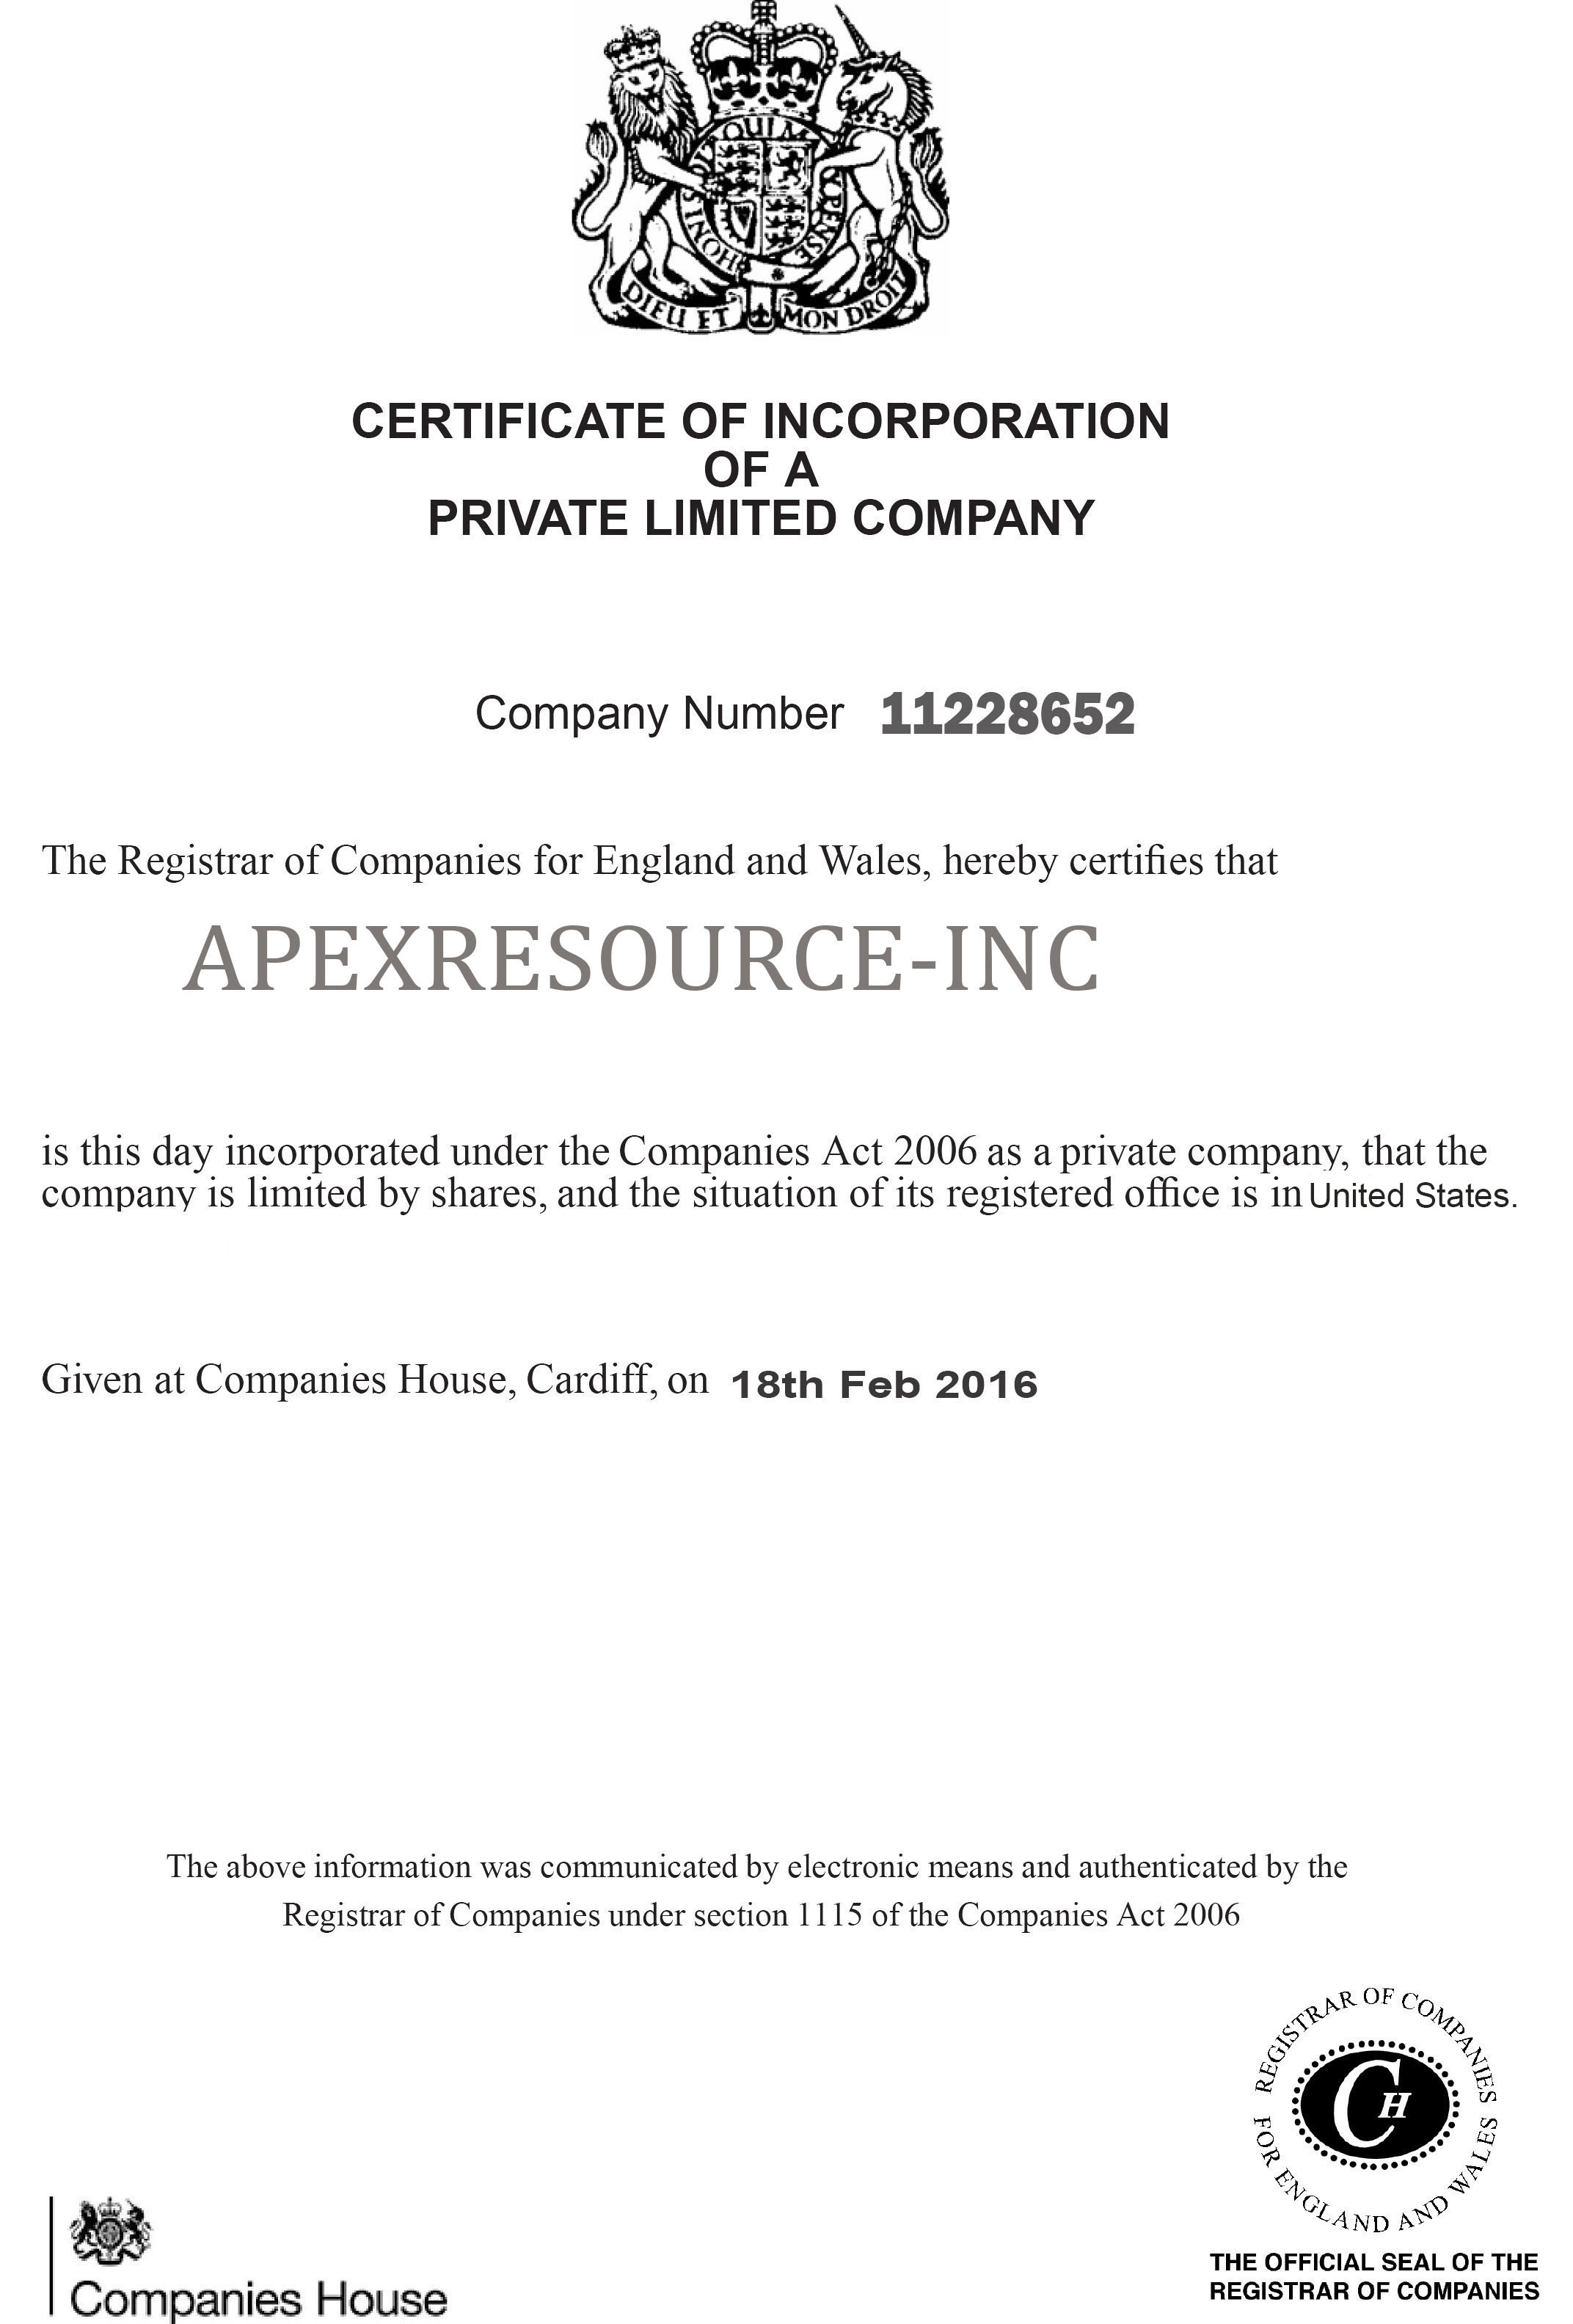 QUI M
HONI S
PENSE
DIEU ET MON DROIT
CERTIFICATE OF INCORPORATION
OF A
PRIVATE LIMITED COMPANY
Company Number 11228652
The Registrar of Companies for England and Wales, hereby certifies that
APEXRESOURCE-INC
is this day incorporated under the Companies Act 2006 as a private company, that the
company is limited by shares, and the situation of its registered office is in United States.
Given at Companies House, Cardiff, on 18th Feb 2016
The above information was communicated by electronic means and authenticated by the
Registrar of Companies under section 1115 of the Companies Act 2006
REGISTRAR OF COMPANIES
CH
FOR ENGLAND AND WALES
THE OFFICIAL SEAL OF THE
REGISTRAR OF COMPANIES
Companies House